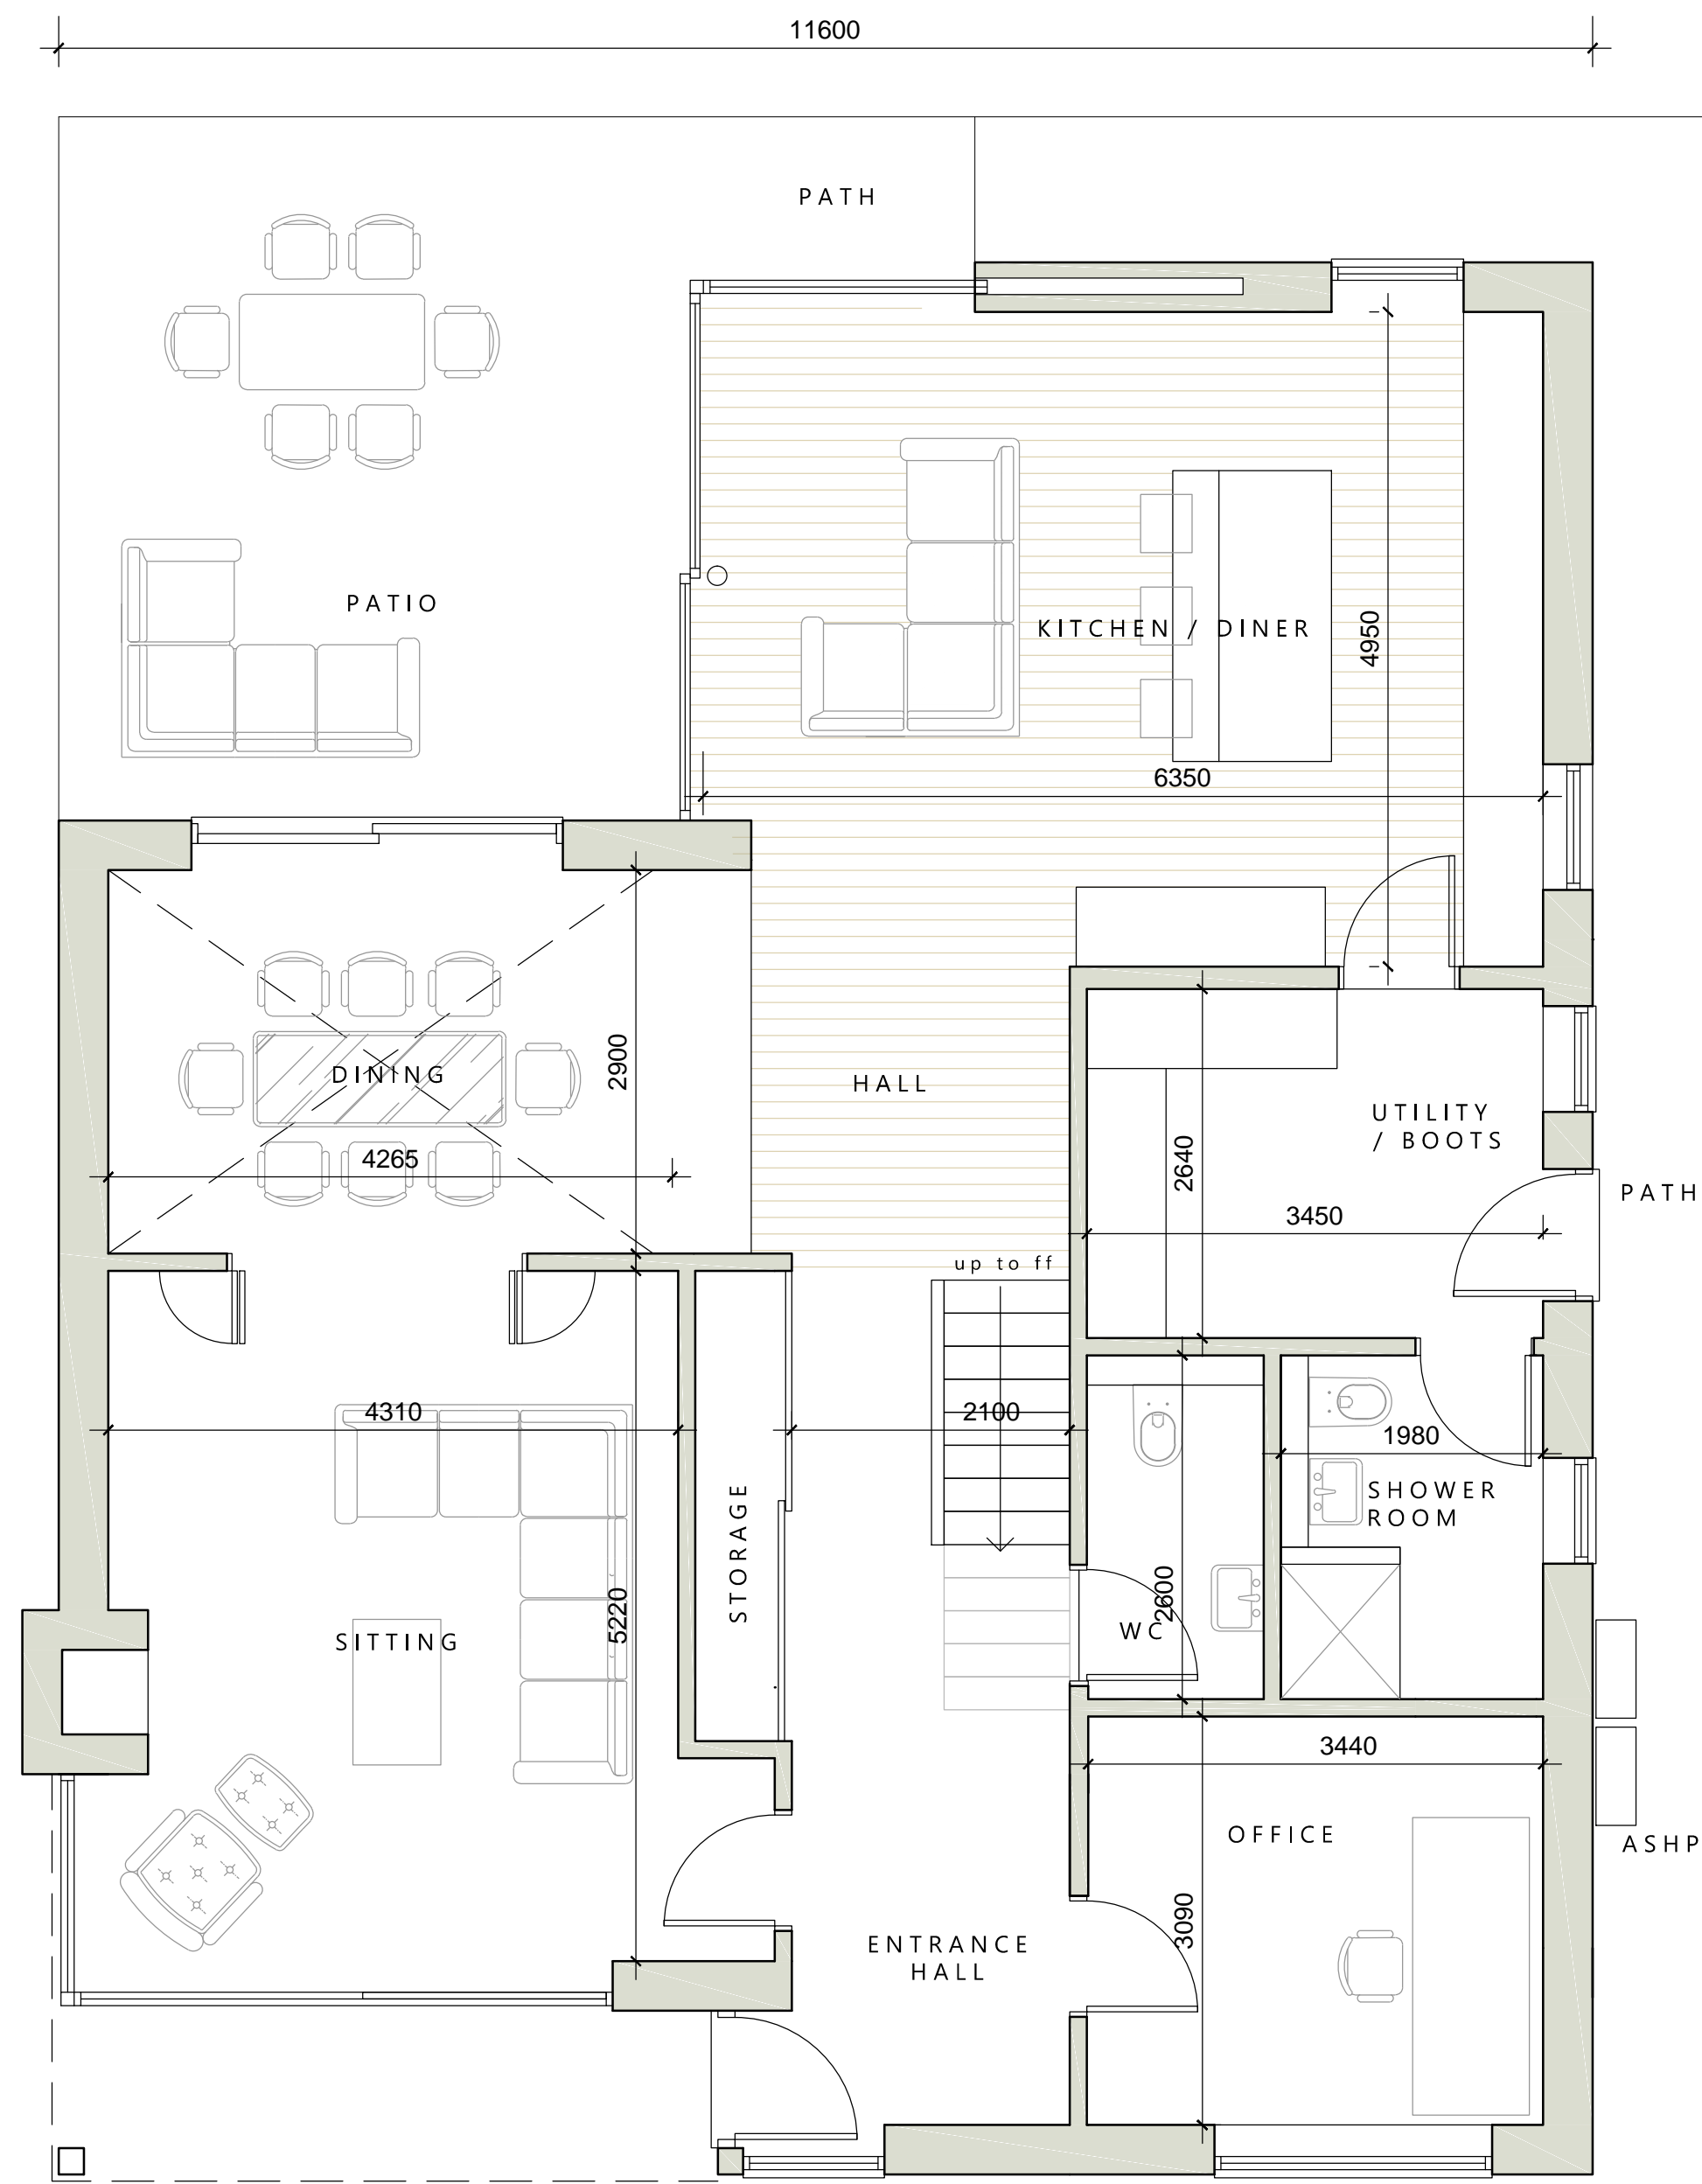 11600
PATH
PATIO
KITCHEN / DINER
4950
6350
DINING
2900
4265
HALL
UTILITY
/ BOOTS
2640
3450
PATH
up to ff
4310
2100
1980
SHOWER
ROOM
STORAGE
5220
2600
WC
SITTING
3440
OFFICE
ASHP
3090
ENTRANCE
HALL